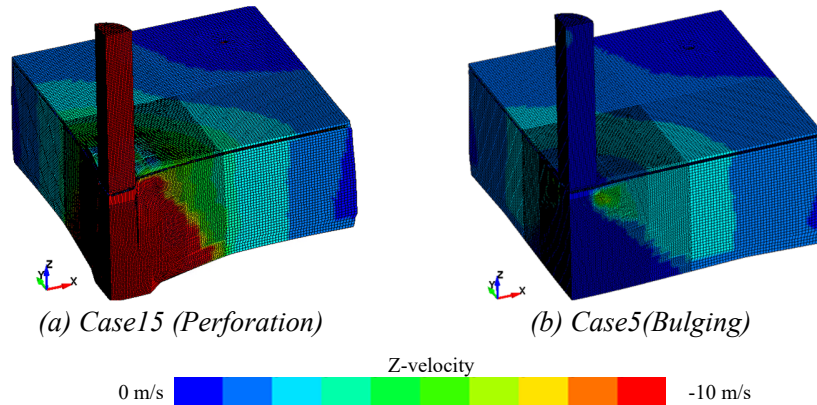 Z
Y
X
Z
Y
X
(a) Case15 (Perforation)
(b) Case5(Bulging)
Z-velocity
0 m/s
-10 m/s